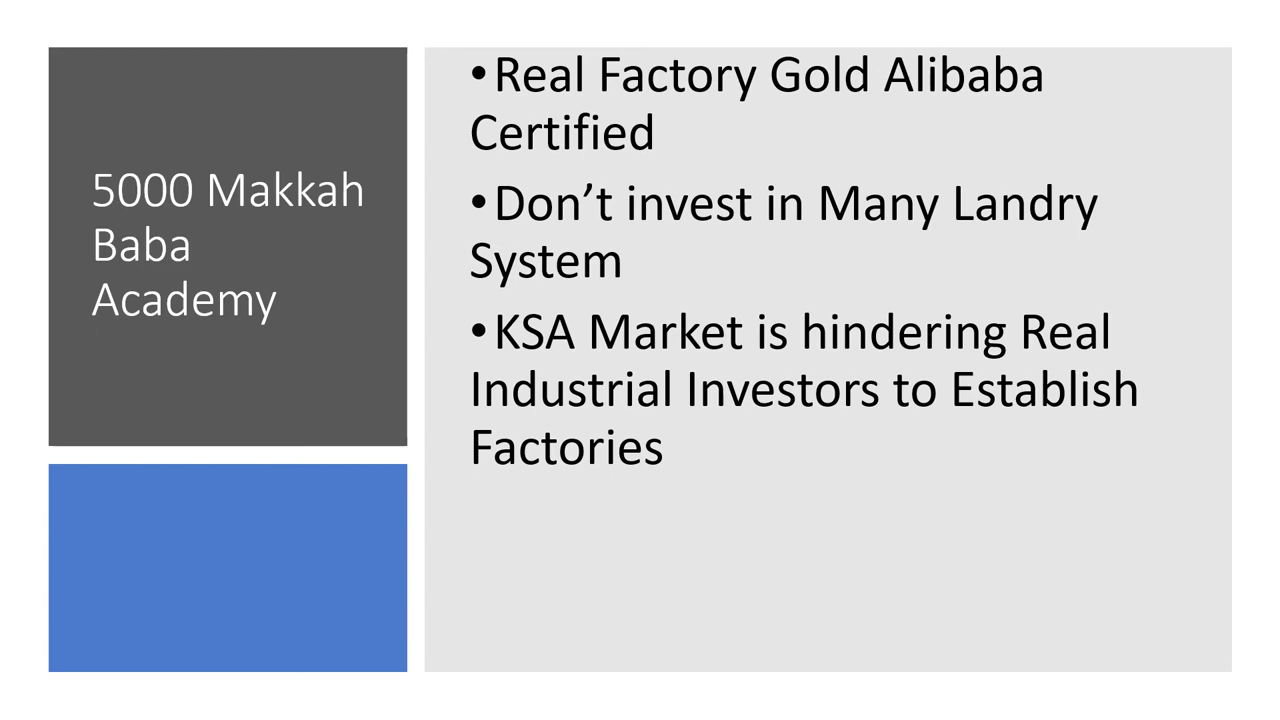 5000 Makkah
Baba
Academy
•Real Factory Gold Alibaba
Certified
•Don’t invest in Many Landry
System
•KSA Market is hindering Real
Industrial Investors to Establish
Factories